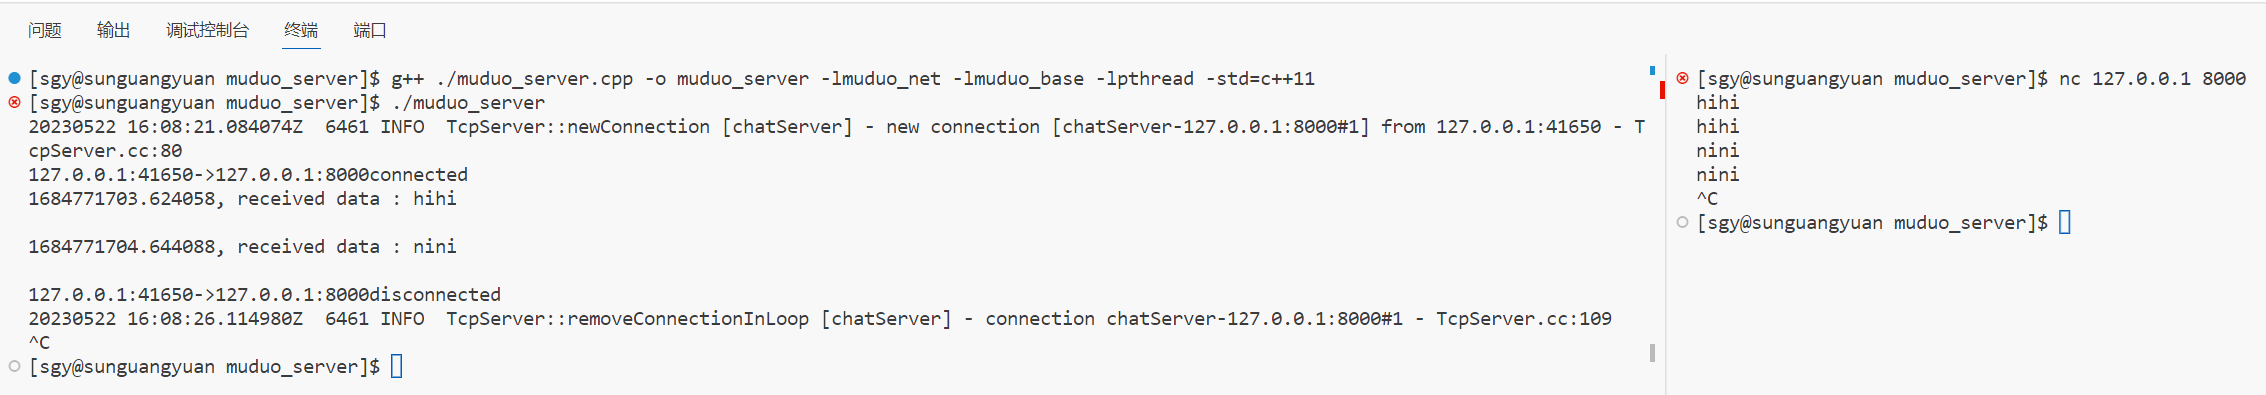 问题 输出 调试控制台 终端 端口
[sgy@sunguangyuan muduo_server]$ g++ ./muduo_server.cpp -o muduo_server -lmuduo_net -lmuduo_base -lpthread -std=c++11
[sgy@sunguangyuan muduo_server]$ ./muduo_server
20230522 16:08:21.084074Z  6461 INFO  TcpServer::newConnection [chatServer] - new connection [chatServer-127.0.0.1:8000#1] from 127.0.0.1:41650 - T
cpServer.cc:80
127.0.0.1:41650->127.0.0.1:8000connected
1684771703.624058, received data : hihi
1684771704.644088, received data : nini
127.0.0.1:41650->127.0.0.1:8000disconnected
20230522 16:08:26.114980Z  6461 INFO  TcpServer::removeConnectionInLoop [chatServer] - connection chatServer-127.0.0.1:8000#1 - TcpServer.cc:109
^C
[sgy@sunguangyuan muduo_server]$
[sgy@sunguangyuan muduo_server]$ nc 127.0.0.1 8000
hihi
hihi
nini
nini
^C
[sgy@sunguangyuan muduo_server]$